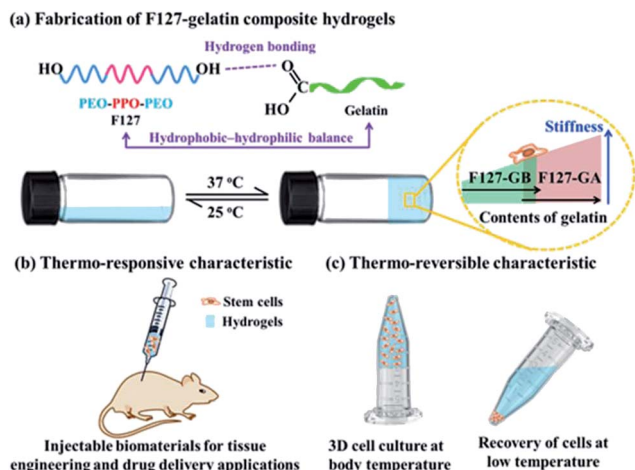 (a) Fabrication of F127-gelatin composite hydrogels
Hydrogen bonding
HO
OH
O
C
HO
PEO-PPO-PEO
F127
Gelatin
Hydrophobic–hydrophilic balance
37 °C
25 °C
Stiffness
F127-GB
F127-GA
Contents of gelatin
(b) Thermo-responsive characteristic
Stem cells
Hydrogels
Injectable biomaterials for tissue
engineering and drug delivery applications
(c) Thermo-reversible characteristic
3D cell culture at
body temperature
Recovery of cells at
low temperature